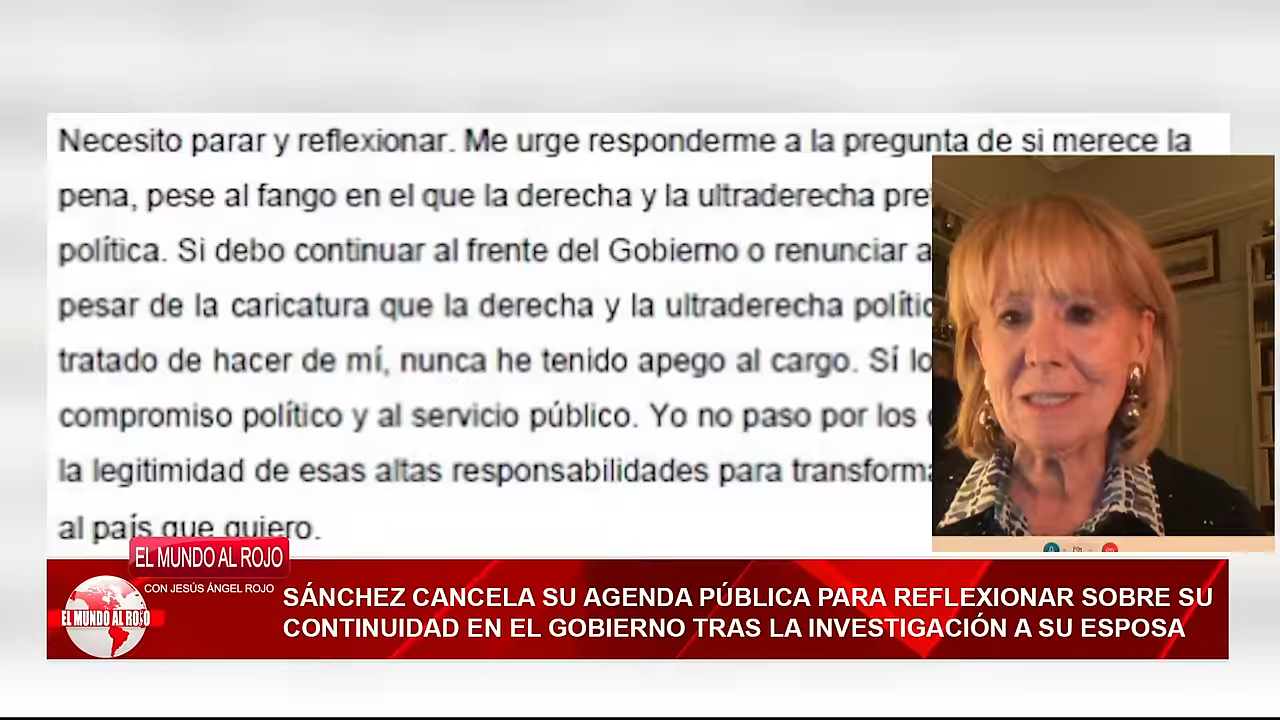 Necesito parar y reflexionar. Me urge responderme a la pregunta de si merece la
pena, pese al fango en el que la derecha y la ultraderecha
política. Si debo continuar al frente del Gobierno o renunciar a
pesar de la caricatura que la derecha y la ultraderecha
tratado de hacer de mí, nunca he tenido apego al cargo. Sí lo
compromiso político y al servicio público. Yo no paso por los
la legitimidad de esas altas responsabilidades para
al país que quiero.
EL MUNDO AL ROJO
CON JESÚS ÁNGEL ROJO
EL MUNDO AL ROJO
SÁNCHEZ CANCELA SU AGENDA PÚBLICA PARA REFLEXIONAR SOBRE SU
CONTINUIDAD EN EL GOBIERNO TRAS LA INVESTIGACIÓN A SU ESPOSA